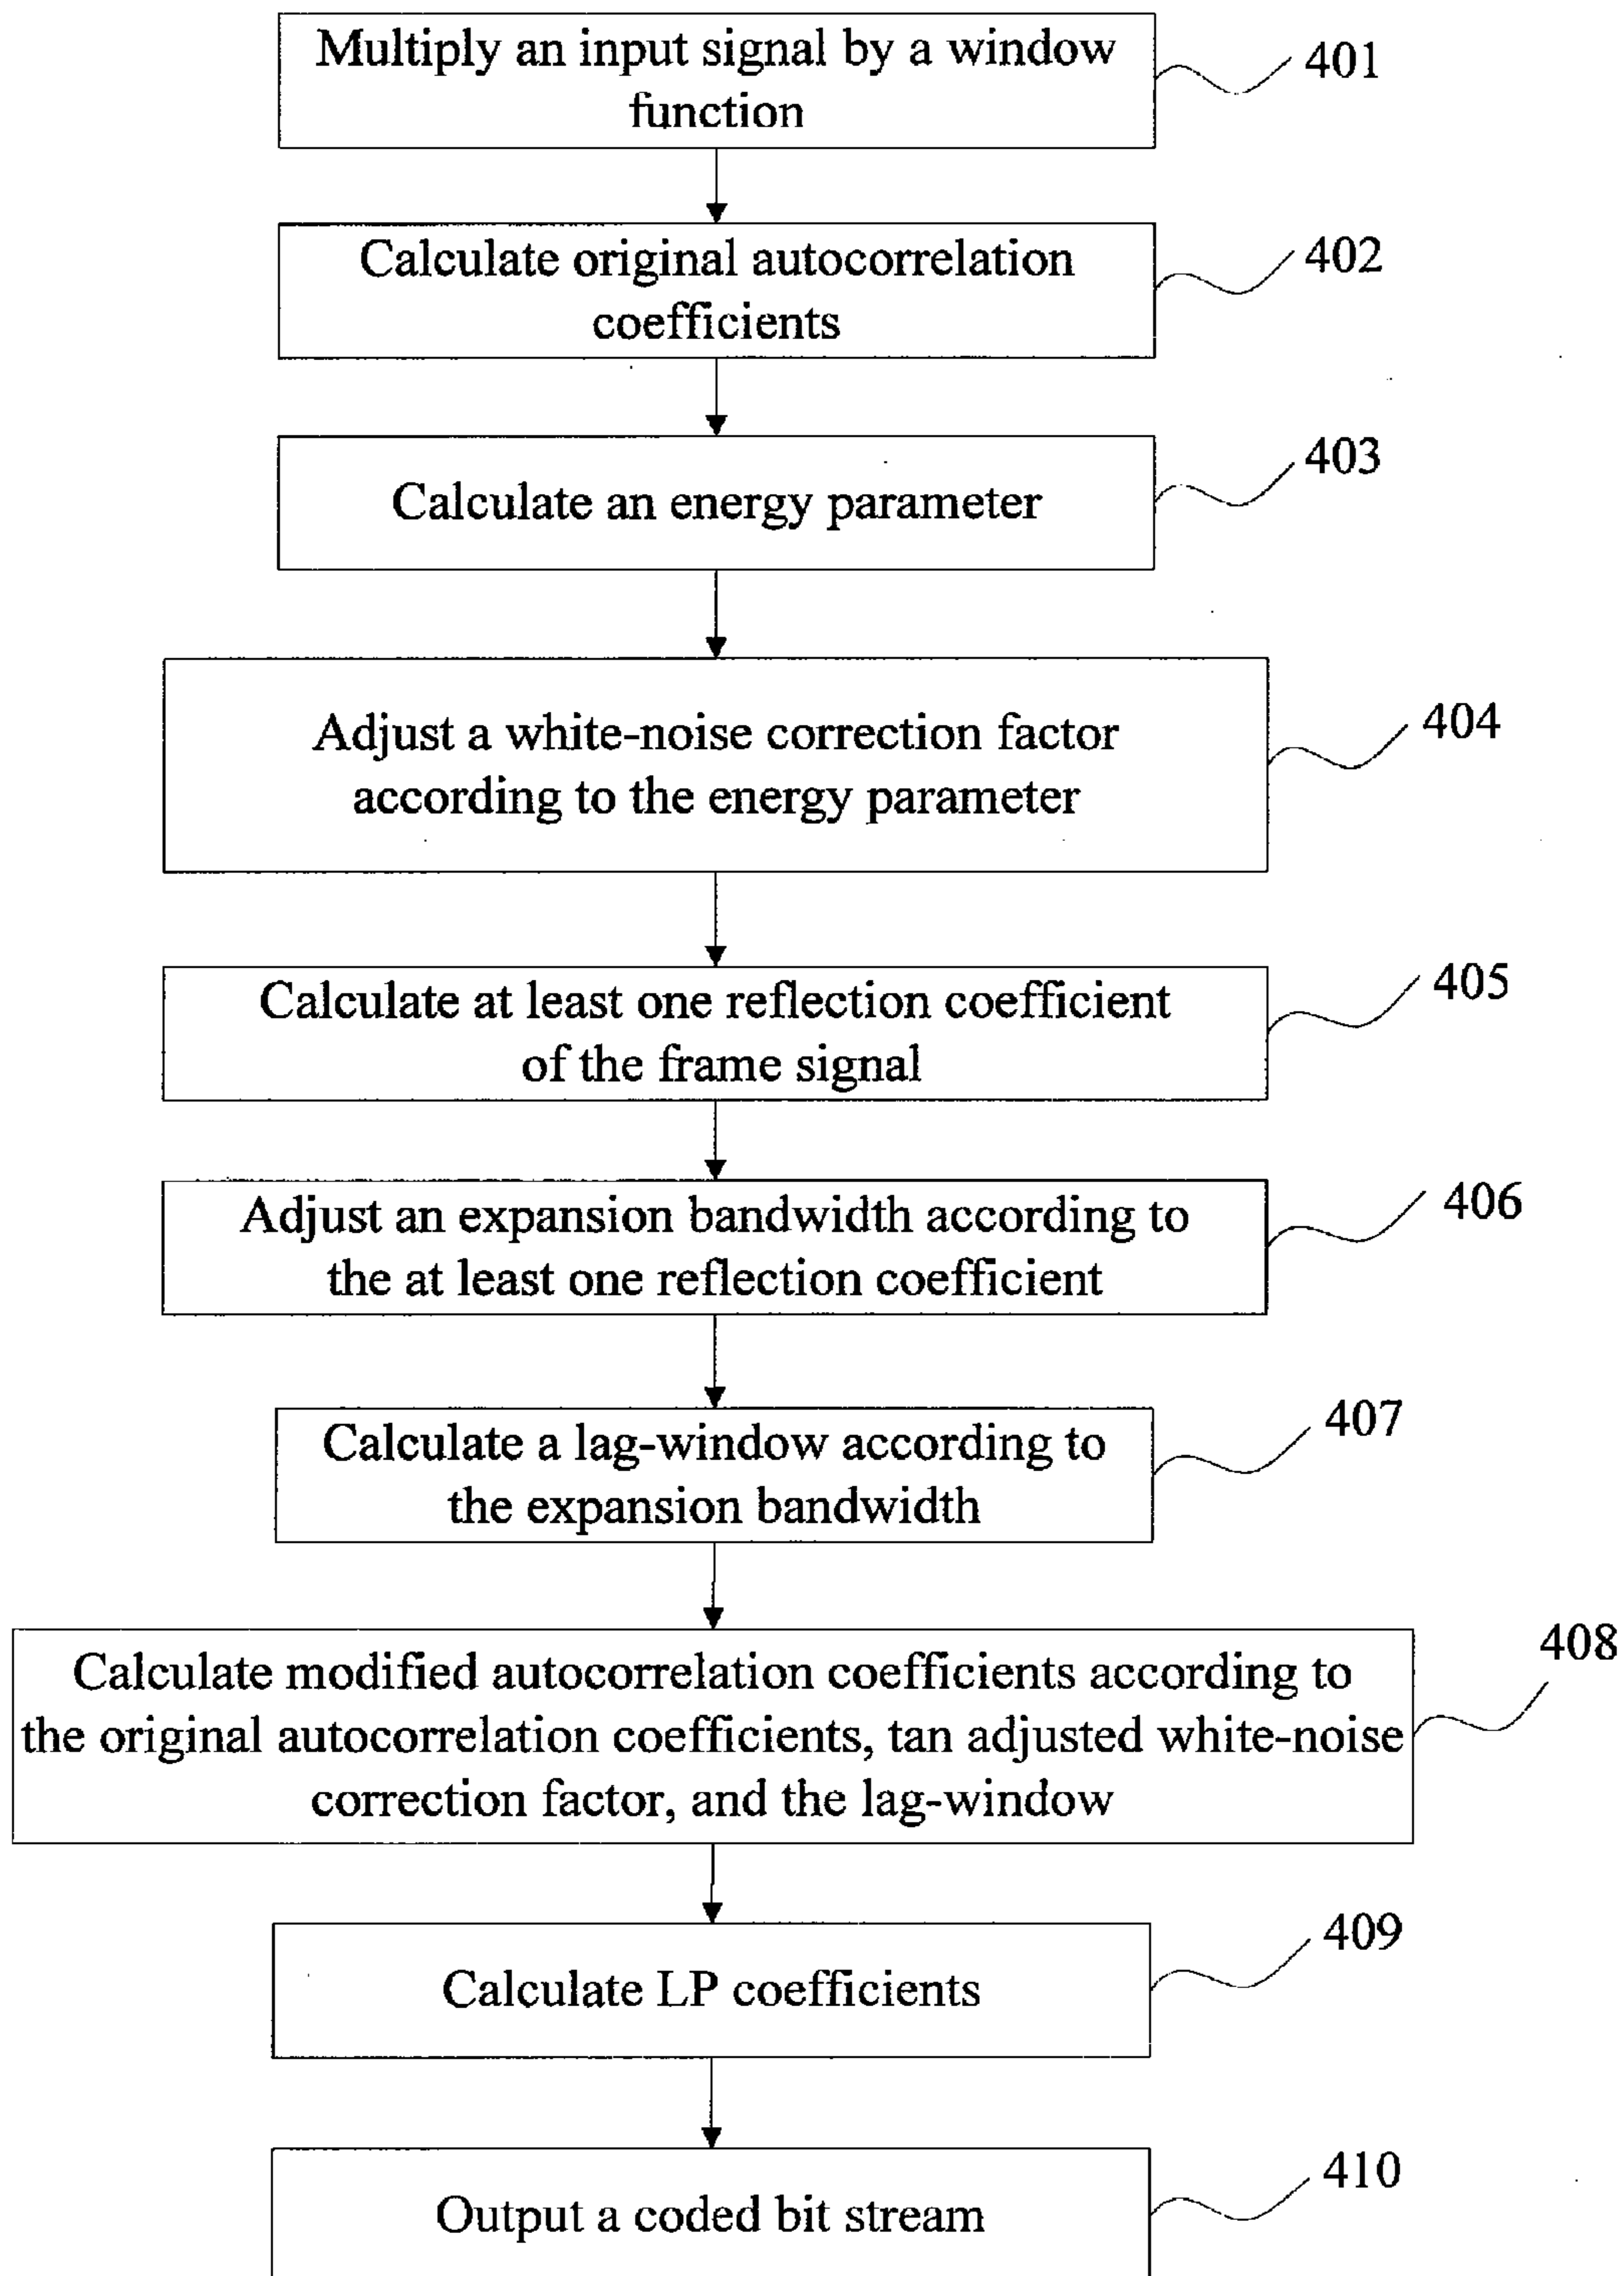 Multiply an input signal by a window
function
401
Calculate original autocorrelation
coefficients
402
Calculate an energy parameter
403
Adjust a white-noise correction factor
according to the energy parameter
404
Calculate at least one reflection coefficient
of the frame signal
405
Adjust an expansion bandwidth according to
the at least one reflection coefficient
406
Calculate a lag-window according to
the expansion bandwidth
407
Calculate modified autocorrelation coefficients according to
the original autocorrelation coefficients, tan adjusted white-noise
correction factor, and the lag-window
408
Calculate LP coefficients
409
Output a coded bit stream
410